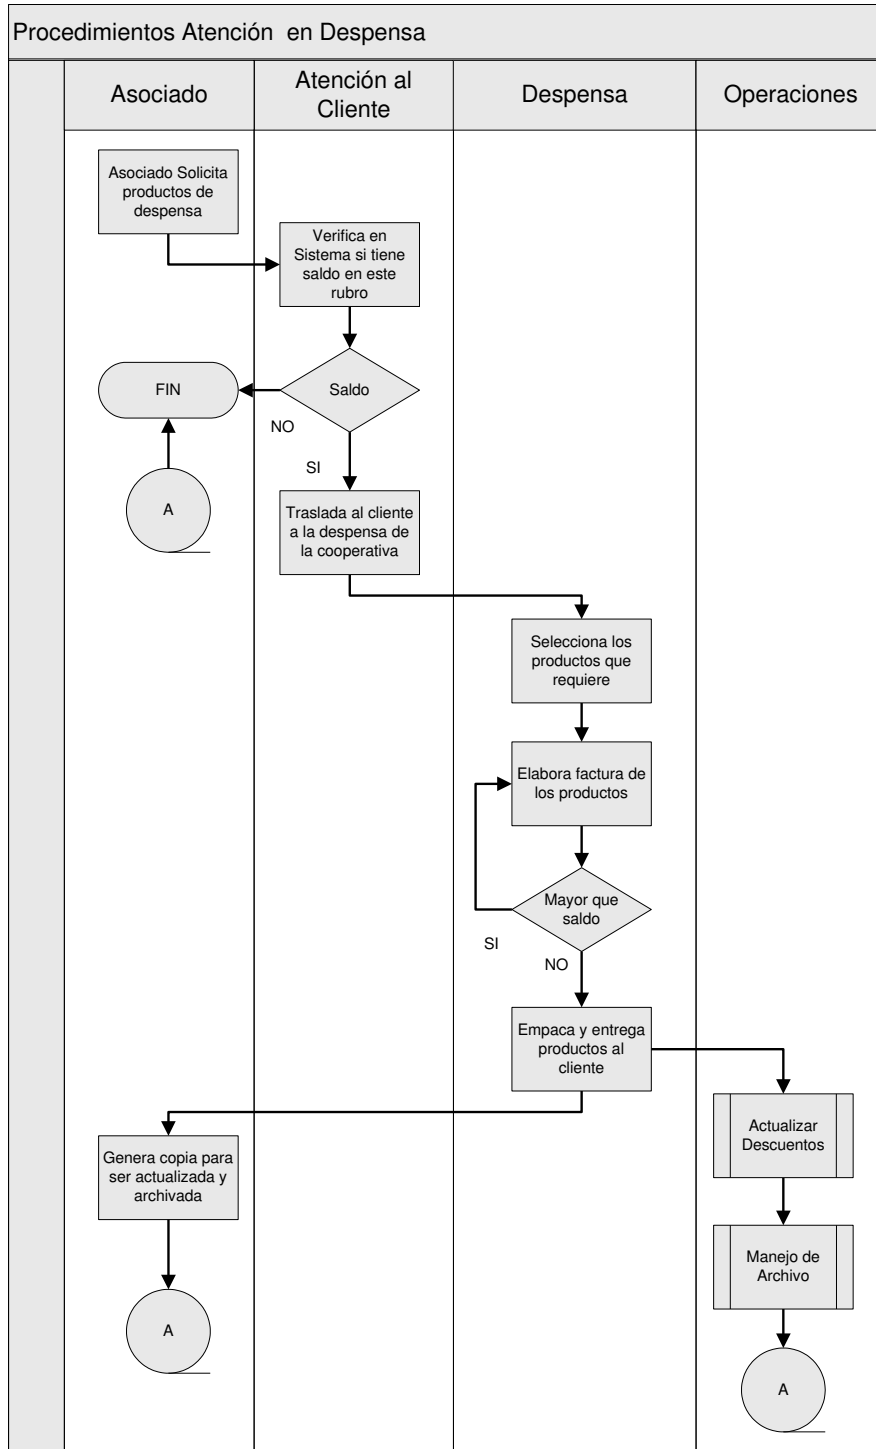 Procedimientos Atención  en Despensa
Asociado
Atención al
Cliente
Despensa
Operaciones
Asociado Solicita
productos de
despensa
Verifica en
Sistema si tiene
saldo en este
rubro
FIN
Saldo
NO
SI
A
Traslada al cliente
a la despensa de
la cooperativa
Selecciona los
productos que
requiere
Elabora factura de
los productos
Mayor que
saldo
SI
NO
Empaca y entrega
productos al
cliente
Actualizar
Descuentos
Genera copia para
ser actualizada y
archivada
Manejo de
Archivo
A
A